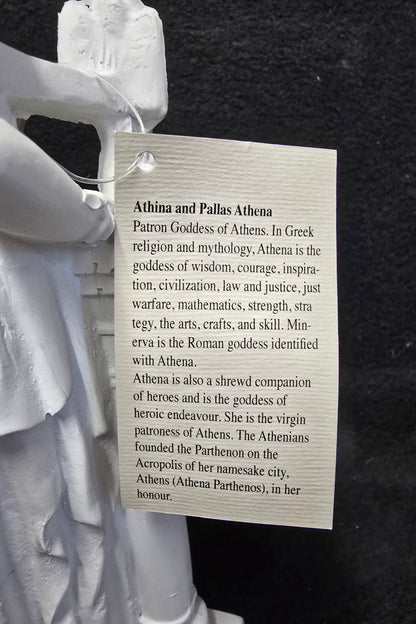 Athina and Pallas Athena
Patron Goddess of Athens. In Greek
religion and mythology, Athena is the
goddess of wisdom, courage, inspira-
tion, civilization, law and justice, just
warfare, mathematics, strength, stra
tegy, the arts, crafts, and skill. Min-
erva is the Roman goddess identified
with Athena.
Athena is also a shrewd companion
of heroes and is the goddess of
heroic endeavour. She is the virgin
patroness of Athens. The Athenians
founded the Parthenon on the
Acropolis of her namesake city,
Athens (Athena Parthenos), in her
honour.